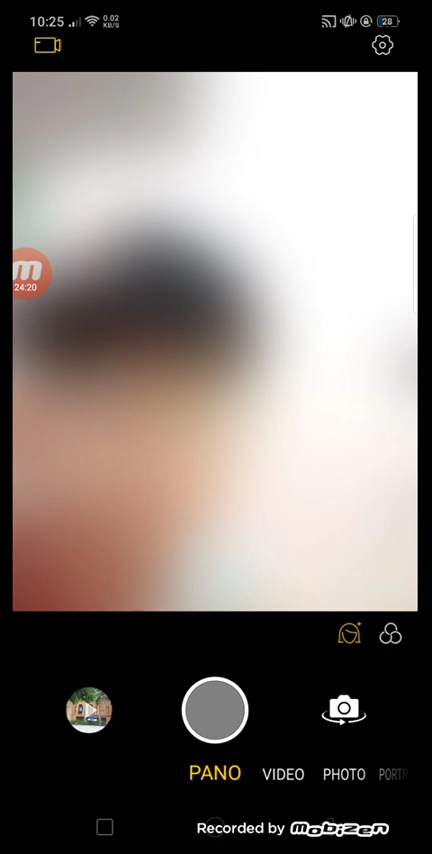 10:25
0.02
KB/S
28
m
24:20
PANO
VIDEO
PHOTO
Recorded by mobizen